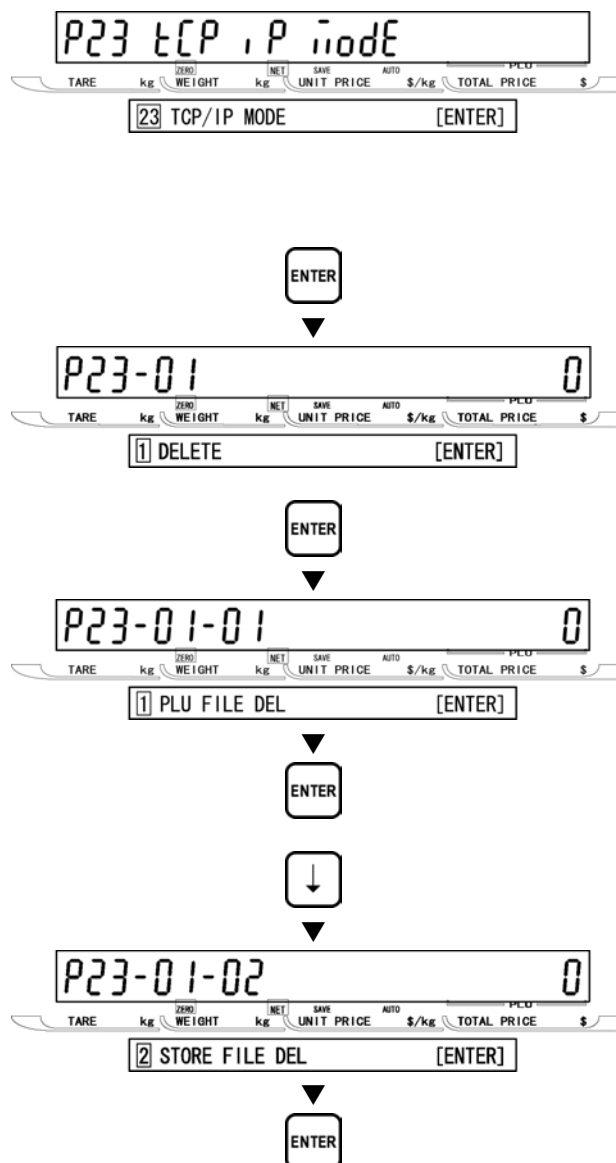 P23 tCP iP modE
ZERO NET SAVE AUTO PLU
TARE kg WEIGHT kg UNIT PRICE $/kg TOTAL PRICE $
23 TCP/IP MODE [ENTER]
ENTER
P23-01 0
ZERO NET SAVE AUTO PLU
TARE kg WEIGHT kg UNIT PRICE $/kg TOTAL PRICE $
1 DELETE [ENTER]
ENTER
P23-01-01 0
ZERO NET SAVE AUTO PLU
TARE kg WEIGHT kg UNIT PRICE $/kg TOTAL PRICE $
1 PLU FILE DEL [ENTER]
ENTER
↓
P23-01-02 0
ZERO NET SAVE AUTO PLU
TARE kg WEIGHT kg UNIT PRICE $/kg TOTAL PRICE $
2 STORE FILE DEL [ENTER]
ENTER